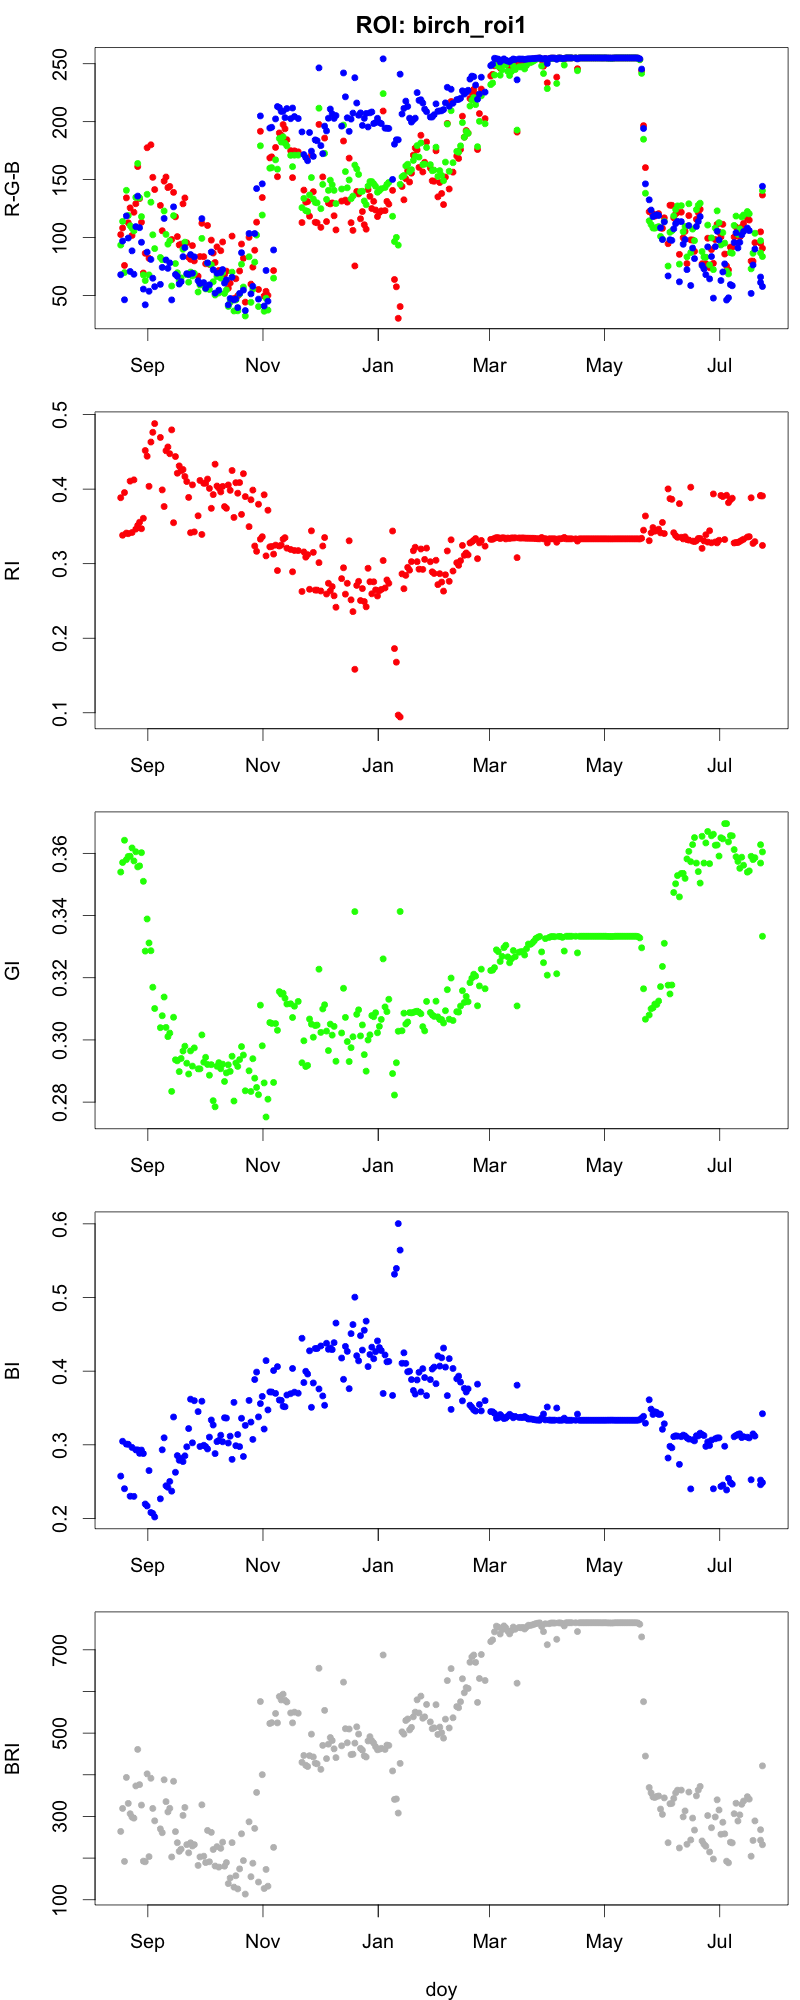 ROI: birch_roi1
R-G-B
250
200
150
100
50
Sep Nov Jan Mar May Jul
RI
0.5
0.4
0.3
0.2
0.1
Sep Nov Jan Mar May Jul
GI
0.36
0.34
0.32
0.30
0.28
Sep Nov Jan Mar May Jul
BI
0.6
0.5
0.4
0.3
0.2
Sep Nov Jan Mar May Jul
BRI
700
500
300
100
Sep Nov Jan Mar May Jul
doy